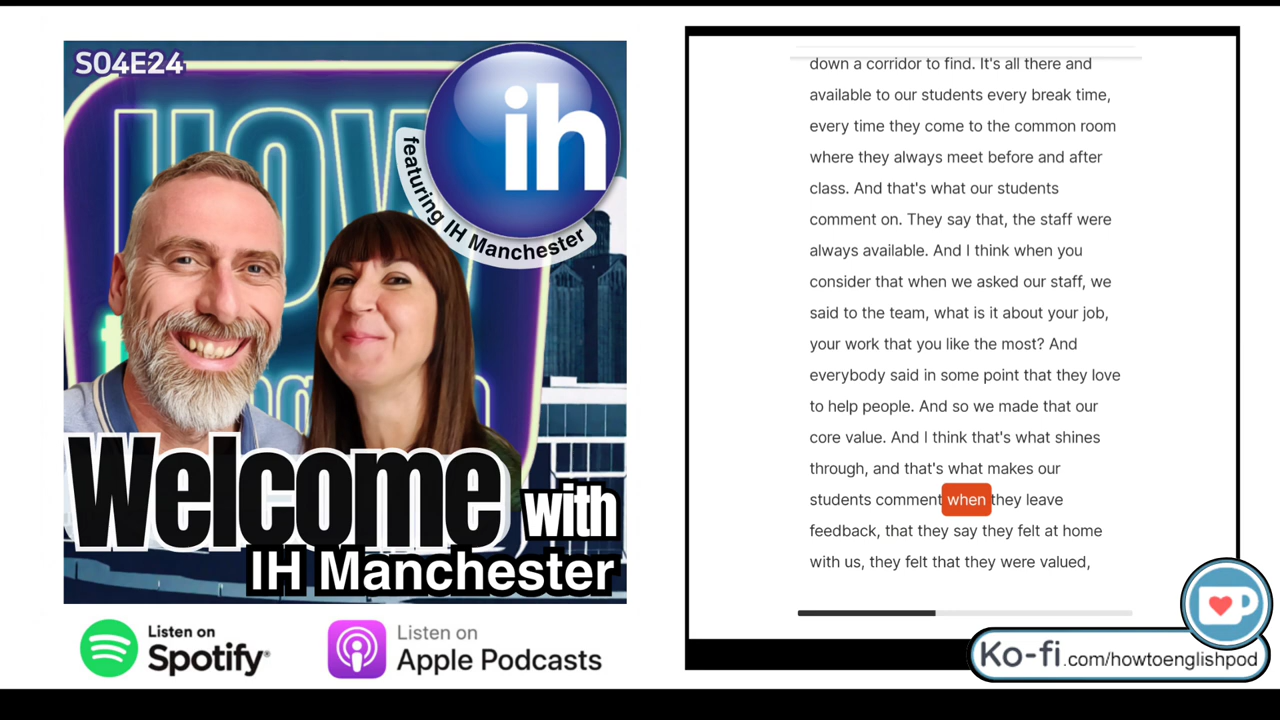 S04E24
ih
featuring IH Manchester
HOW
Welcome with
IH Manchester
Listen on
Spotify
Listen on
Apple Podcasts
down a corridor to find. It's all there and
available to our students every break time,
every time they come to the common room
where they always meet before and after
class. And that's what our students
comment on. They say that, the staff were
always available. And I think when you
consider that when we asked our staff, we
said to the team, what is it about your job,
your work that you like the most? And
everybody said in some point that they love
to help people. And so we made that our
core value. And I think that's what shines
through, and that's what makes our
students comment when they leave
feedback, that they say they felt at home
with us, they felt that they were valued,
Ko-fi.com/howtoenglishpod